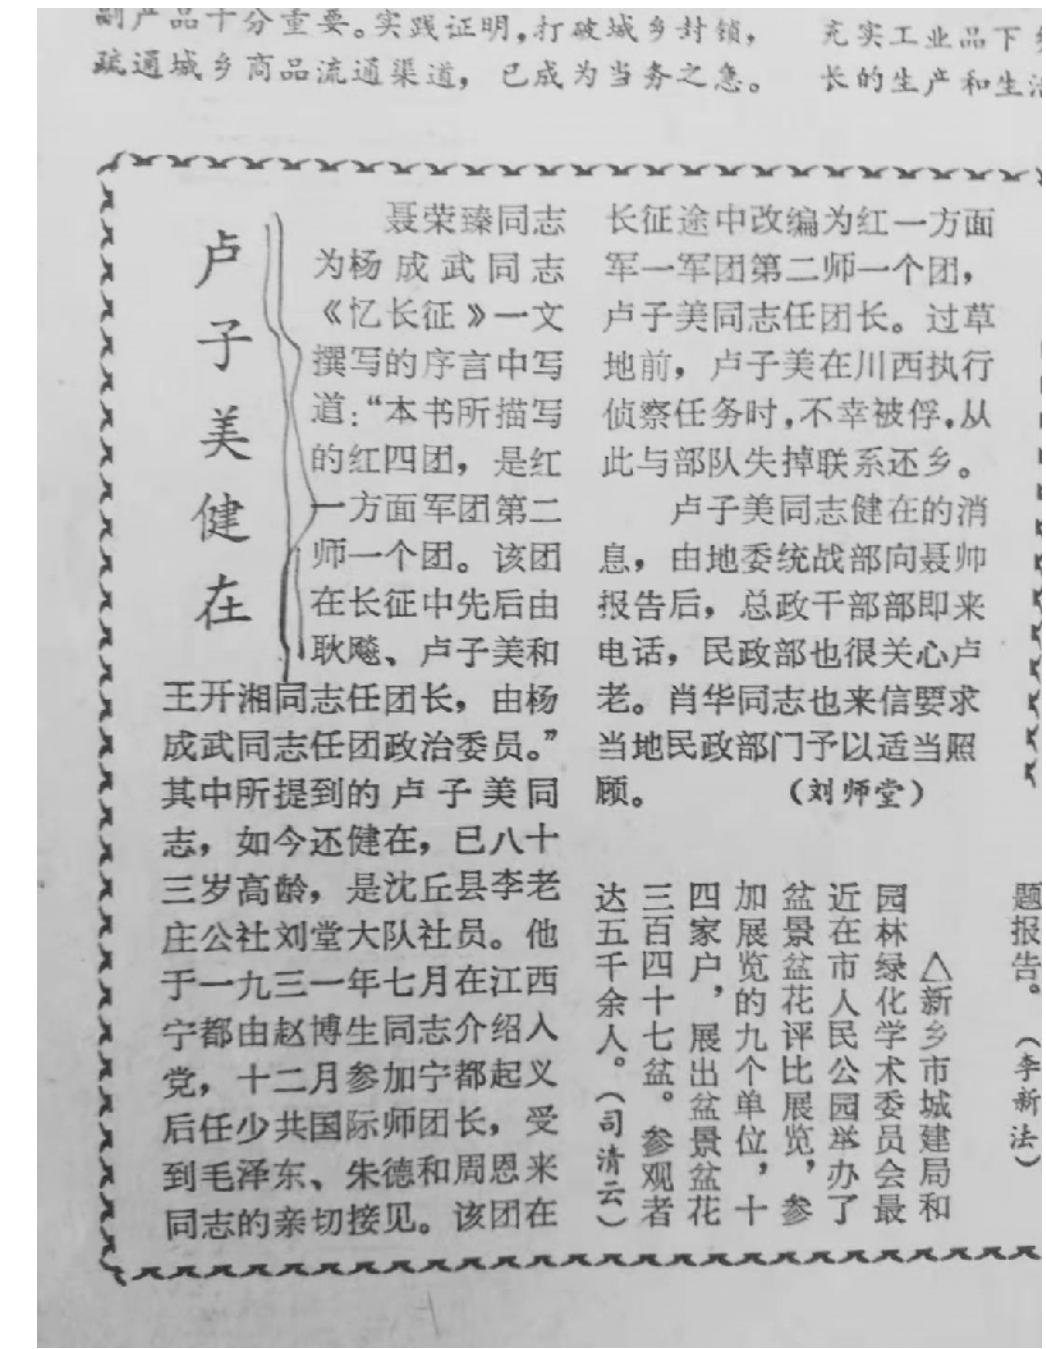 副产品十分重要。实践证明，打破城乡封锁，
疏通城乡商品流通渠道，已成为当务之急。
充实工业品下
长的生产和生活
卢子美健在
聂荣臻同志
为杨成武同志
《忆长征》一文
撰写的序言中写
道：“本书所描写
的红四团，是红
一方面军团第二
师一个团。该团
在长征中先后由
耿飚、卢子美和
王开湘同志任团长，由杨
成武同志任团政治委员。”
其中所提到的卢子美同
志，如今还健在，已八十
三岁高龄，是沈丘县李老
庄公社刘堂大队社员。他
于一九三一年七月在江西
宁都由赵博生同志介绍入
党，十二月参加宁都起义
后任少共国际师团长，受
到毛泽东、朱德和周恩来
同志的亲切接见。该团在
长征途中改编为红一方面
军一军团第二师一个团，
卢子美同志任团长。过草
地前，卢子美在川西执行
侦察任务时，不幸被俘，从
此与部队失掉联系还乡。
卢子美同志健在的消
息，由地委统战部向聂帅
报告后，总政干部部即来
电话，民政部也很关心卢
老。肖华同志也来信要求
当地民政部门予以适当照
顾。（刘师堂）
题报告。（李新法）
△新乡市城建局和
园林绿化学术委员会最
近在市人民公园举办了
盆景盆花评比展览，参
加展览的九个单位，十
四家户，展出盆景盆花
三百四十七盆。参观者
达五千余人。（司清云）